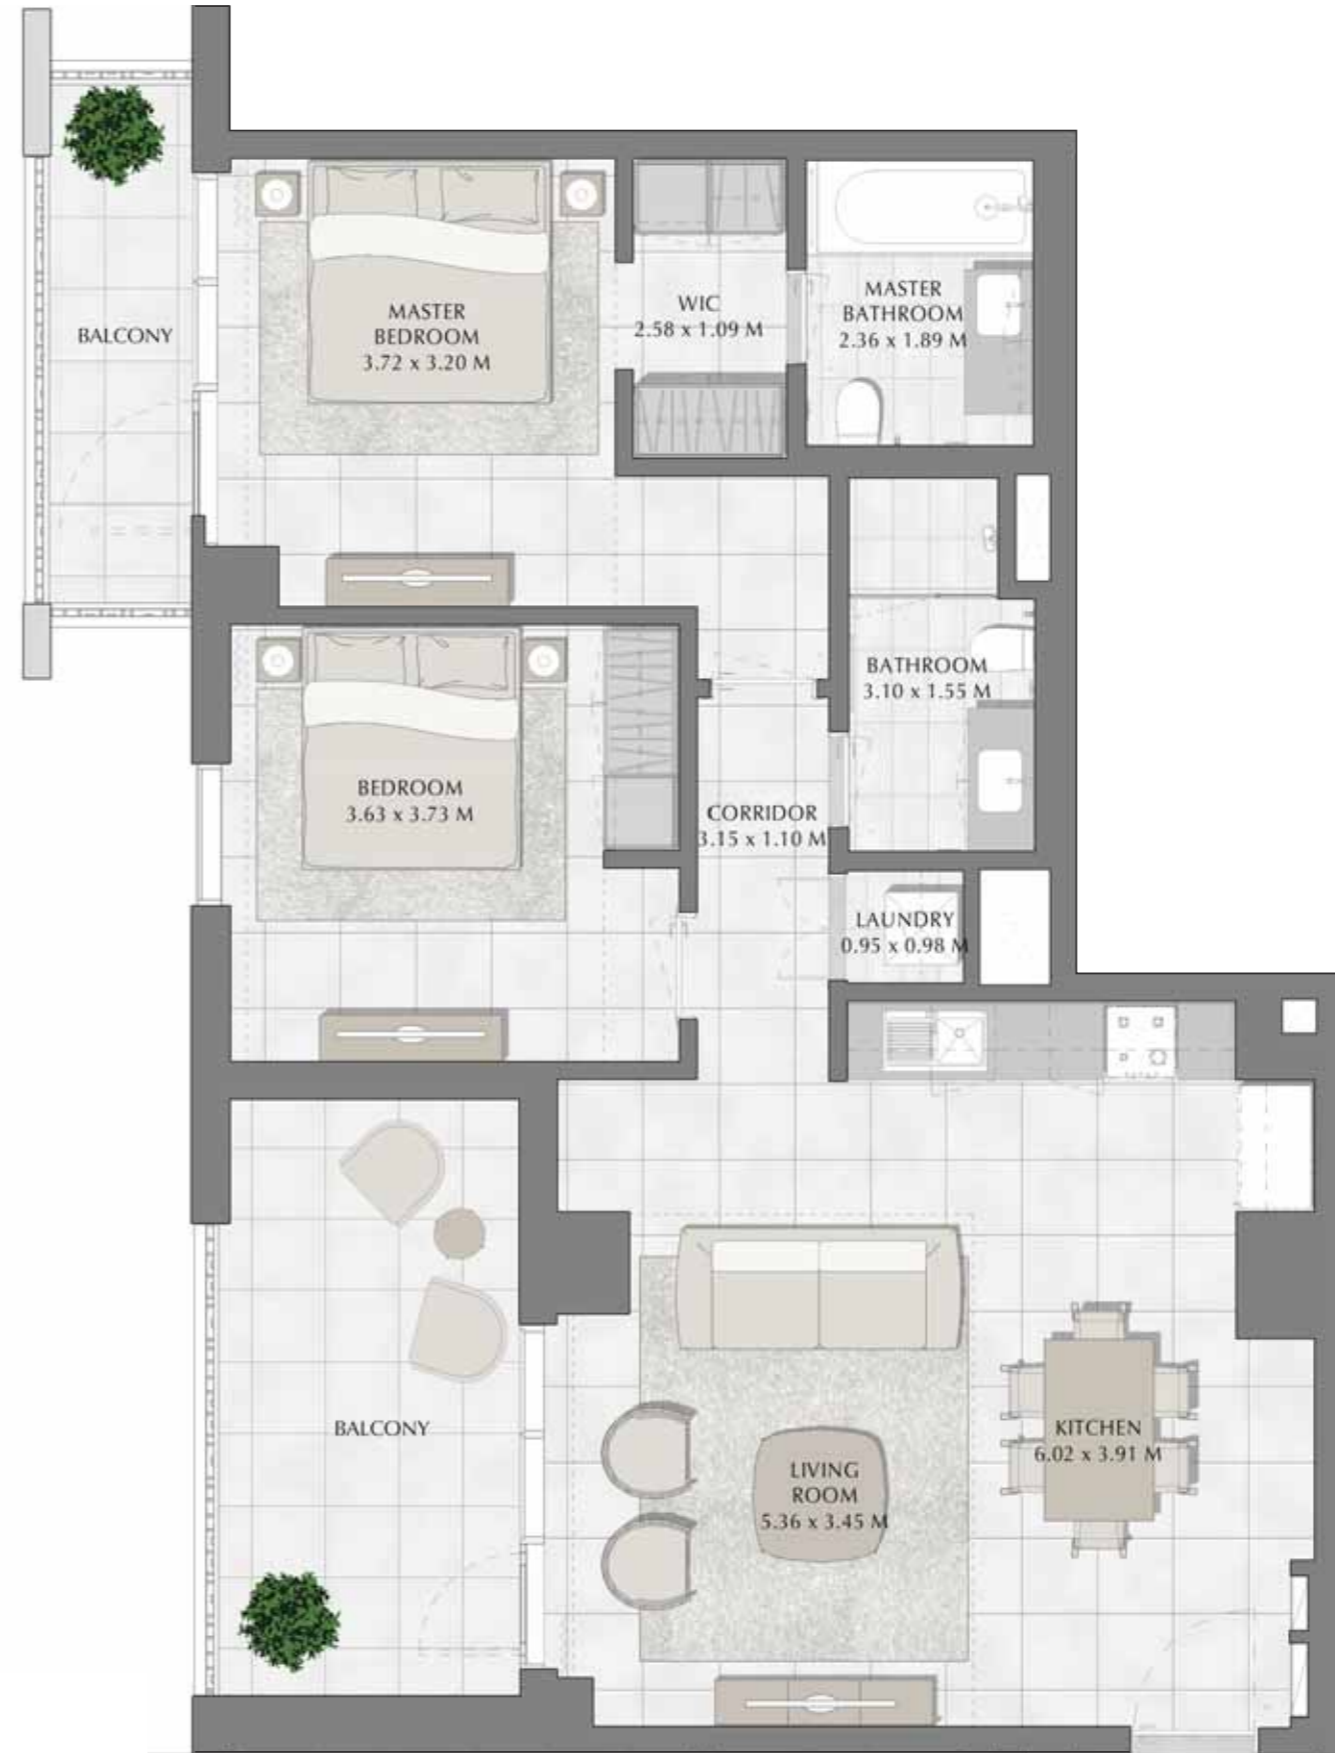 BALCONY
MASTER
BEDROOM
3.72 x 3.20 M
WIC
2.58 x 1.09 M
MASTER
BATHROOM
2.36 x 1.89 M
BATHROOM
3.10 x 1.55 M
BEDROOM
3.63 x 3.73 M
CORRIDOR
3.15 x 1.10 M
LAUNDRY
0.95 x 0.98 M
BALCONY
LIVING
ROOM
5.36 x 3.45 M
KITCHEN
6.02 x 3.91 M